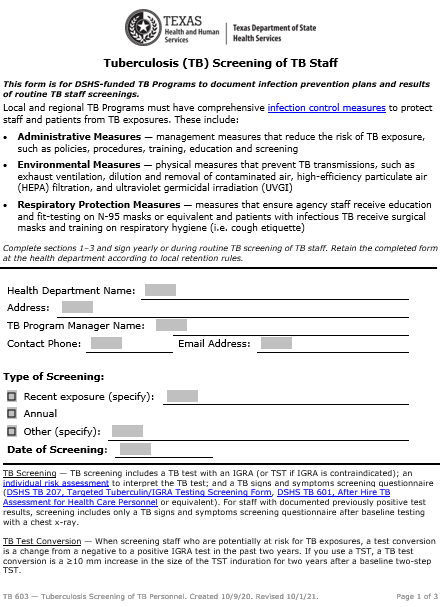 TEXAS
Health and Human
Services
Texas Department of State
Health Services
Tuberculosis (TB) Screening of TB Staff
This form is for DSHS-funded TB Programs to document infection prevention plans and results
of routine TB staff screenings.
Local and regional TB Programs must have comprehensive infection control measures to protect
staff and patients from TB exposures. These include:
• Administrative Measures — management measures that reduce the risk of TB exposure,
such as policies, procedures, training, education and screening
• Environmental Measures — physical measures that prevent TB transmissions, such as
exhaust ventilation, dilution and removal of contaminated air, high-efficiency particulate air
(HEPA) filtration, and ultraviolet germicidal irradiation (UVGI)
• Respiratory Protection Measures — measures that ensure agency staff receive education
and fit-testing on N-95 masks or equivalent and patients with infectious TB receive surgical
masks and training on respiratory hygiene (i.e. cough etiquette)
Complete sections 1–3 and sign yearly or during routine TB screening of TB staff. Retain the completed form
at the health department according to local retention rules.
Health Department Name:
Address:
TB Program Manager Name:
Contact Phone: Email Address:
Type of Screening:
Recent exposure (specify):
Annual
Other (specify):
Date of Screening:
TB Screening — TB screening includes a TB test with an IGRA (or TST if IGRA is contraindicated); an
individual risk assessment to interpret the TB test; and a TB signs and symptoms screening questionnaire
(DSHS TB 207, Targeted Tuberculin/IGRA Testing Screening Form, DSHS TB 601, After Hire TB
Assessment for Health Care Personnel or equivalent). For staff with documented previously positive test
results, screening includes only a TB signs and symptoms screening questionnaire after baseline testing
with a chest x-ray.
TB Test Conversion — When screening staff who are potentially at risk for TB exposures, a test
conversion is a change from a negative to a positive IGRA test in the past two years. If you use a TST, a TB test
conversion is a ≥10 mm increase in the size of the TST induration for two years after a baseline two-step
TST.
TB 603 — Tuberculosis Screening of TB Personnel. Created 10/9/20. Revised 10/1/21. Page 1 of 3